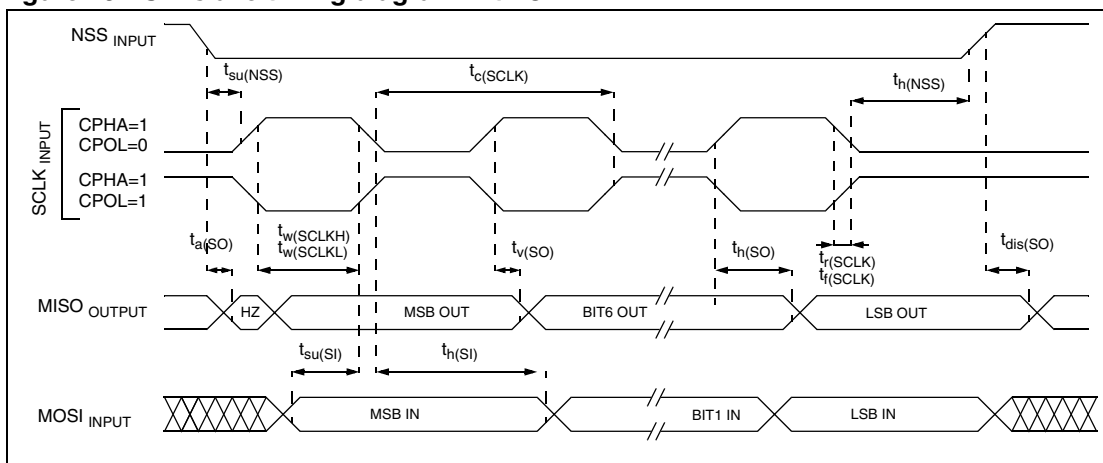 NSS INPUT
tsu(NSS)
tc(SCLK)
th(NSS)
SCLK INPUT
CPHA=1
CPOL=0
CPHA=1
CPOL=1
ta(SO)
tw(SCLKH)
tw(SCLKL)
tv(SO)
th(SO)
tr(SCLK)
tf(SCLK)
tdis(SO)
MISO OUTPUT
HZ
MSB OUT
BIT6 OUT
LSB OUT
tsu(SI)
th(SI)
MOSI INPUT
MSB IN
BIT1 IN
LSB IN